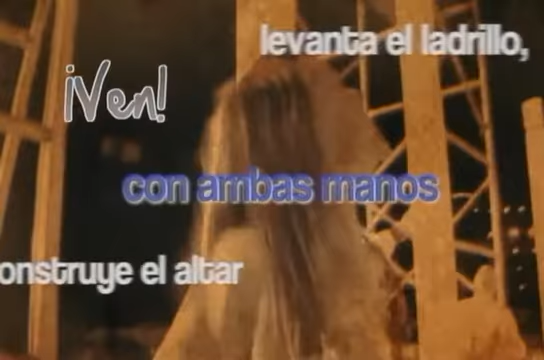 levanta el ladrillo,
¡Ven!
con ambas manos
onstruye el altar